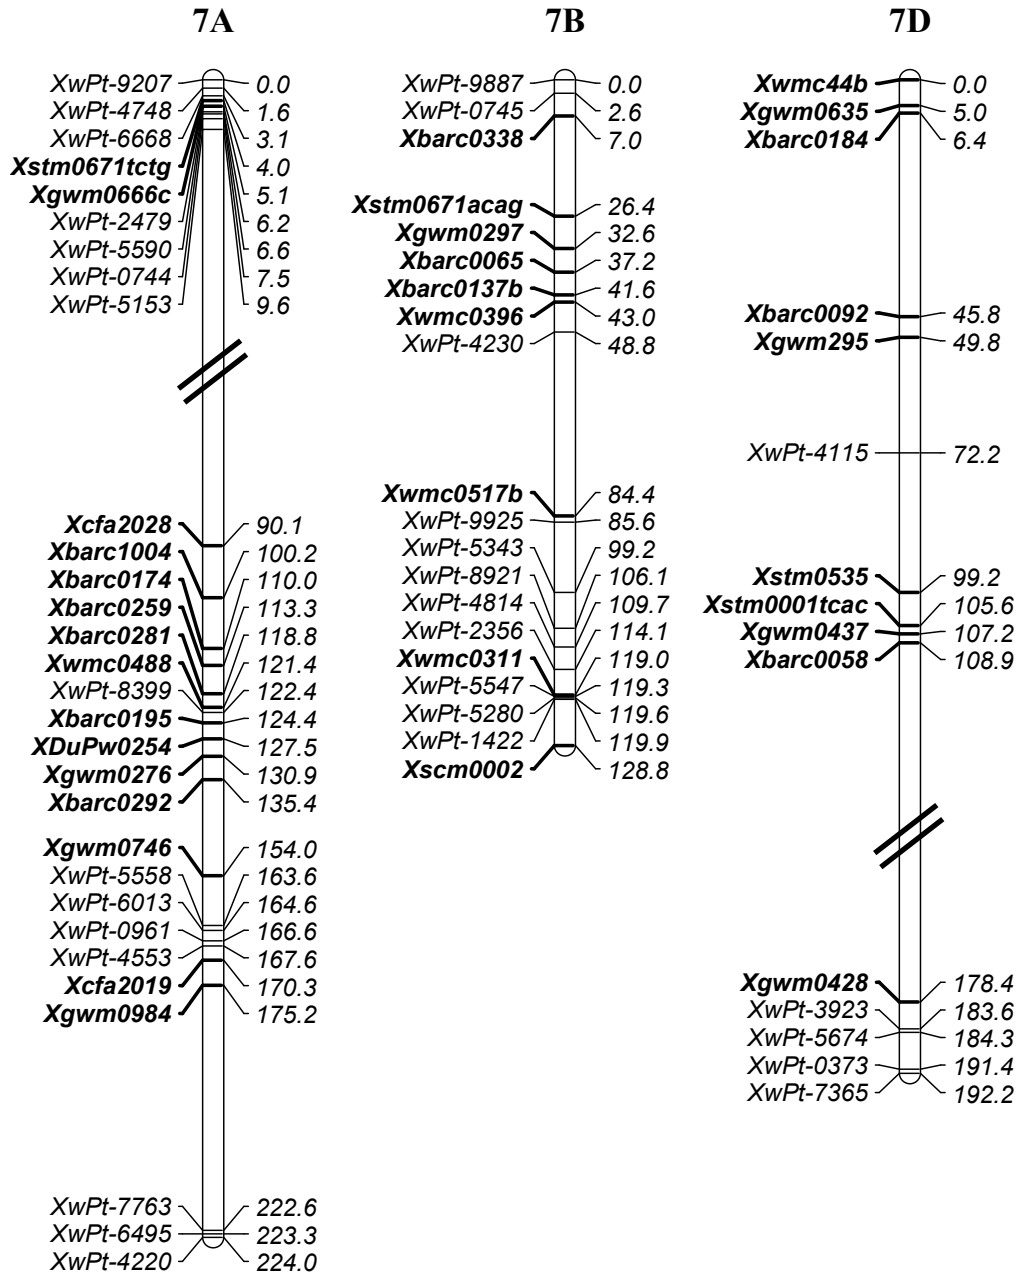 7A
XwPt-9207 0.0
XwPt-4748 1.6
XwPt-6668 3.1
Xstm0671tctg 4.0
Xgwm0666c 5.1
XwPt-2479 6.2
XwPt-5590 6.6
XwPt-0744 7.5
XwPt-5153 9.6
Xcfa2028 90.1
Xbarc1004 100.2
Xbarc0174 110.0
Xbarc0259 113.3
Xbarc0281 118.8
Xwmc0488 121.4
XwPt-8399 122.4
Xbarc0195 124.4
XDuPw0254 127.5
Xgwm0276 130.9
Xbarc0292 135.4
Xgwm0746 154.0
XwPt-5558 163.6
XwPt-6013 164.6
XwPt-0961 166.6
XwPt-4553 167.6
Xcfa2019 170.3
Xgwm0984 175.2
XwPt-7763 222.6
XwPt-6495 223.3
XwPt-4220 224.0
7B
XwPt-9887 0.0
XwPt-0745 2.6
Xbarc0338 7.0
Xstm0671acag 26.4
Xgwm0297 32.6
Xbarc0065 37.2
Xbarc0137b 41.6
Xwmc0396 43.0
XwPt-4230 48.8
Xwmc0517b 84.4
XwPt-9925 85.6
XwPt-5343 99.2
XwPt-8921 106.1
XwPt-4814 109.7
XwPt-2356 114.1
Xwmc0311 119.0
XwPt-5547 119.3
XwPt-5280 119.6
XwPt-1422 119.9
Xscm0002 128.8
7D
Xwmc44b 0.0
Xgwm0635 5.0
Xbarc0184 6.4
Xbarc0092 45.8
Xgwm295 49.8
XwPt-4115 72.2
Xstm0535 99.2
Xstm0001tcac 105.6
Xgwm0437 107.2
Xbarc0058 108.9
Xgwm0428 178.4
XwPt-3923 183.6
XwPt-5674 184.3
XwPt-0373 191.4
XwPt-7365 192.2